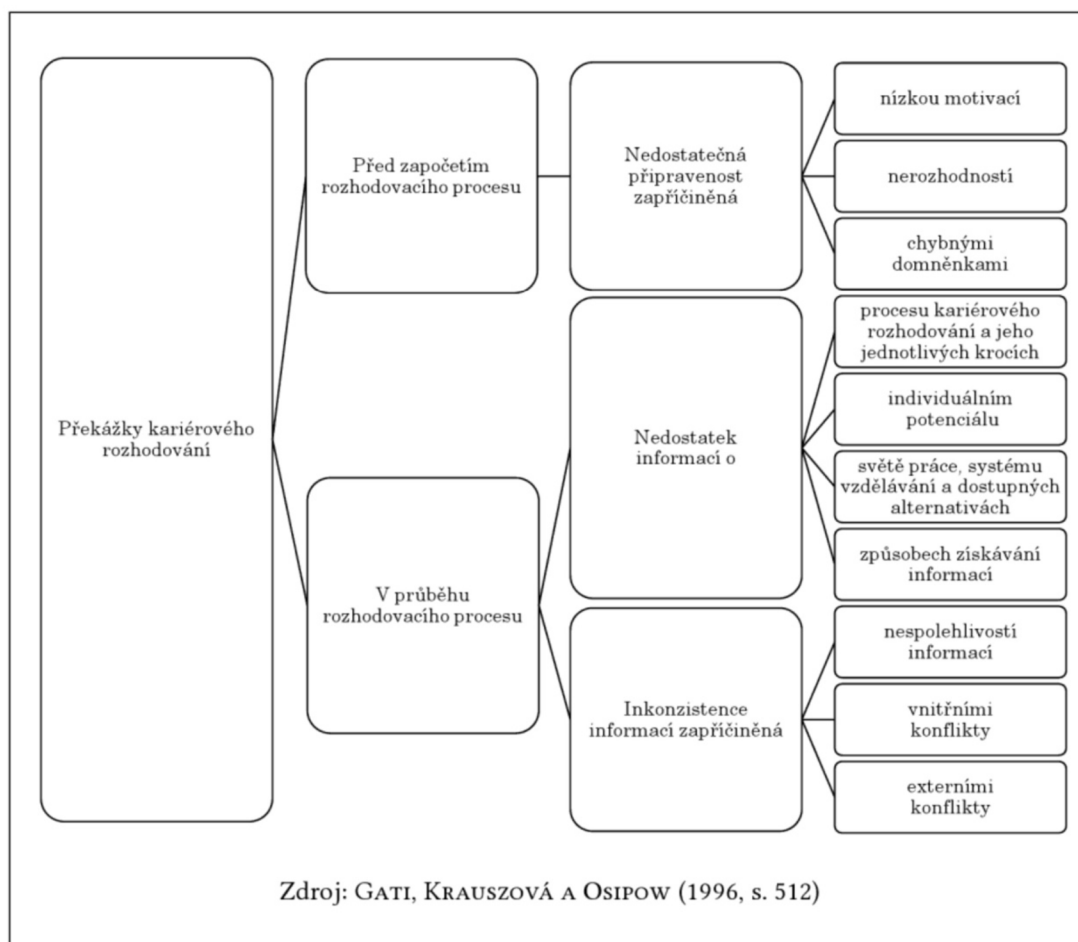 Překážky kariérového
rozhodování
Před započetím
rozhodovacího procesu
Nedostatečná
připravenost
zapříčiněná
nízkou motivací
nerozhodností
chybnými
domněnkami
V průběhu
rozhodovacího procesu
Nedostatek
informací o
procesu kariérového
rozhodování a jeho
jednotlivých krocích
individuálním
potenciálu
světě práce, systému
vzdělávání a dostupných
alternativách
způsobech získávání
informací
Inkonzistence
informací zapříčiněná
nespolehlivostí
informací
vnitřními
konflikty
externími
konflikty
Zdroj: Gati, Krauszová a Osipow (1996, s. 512)